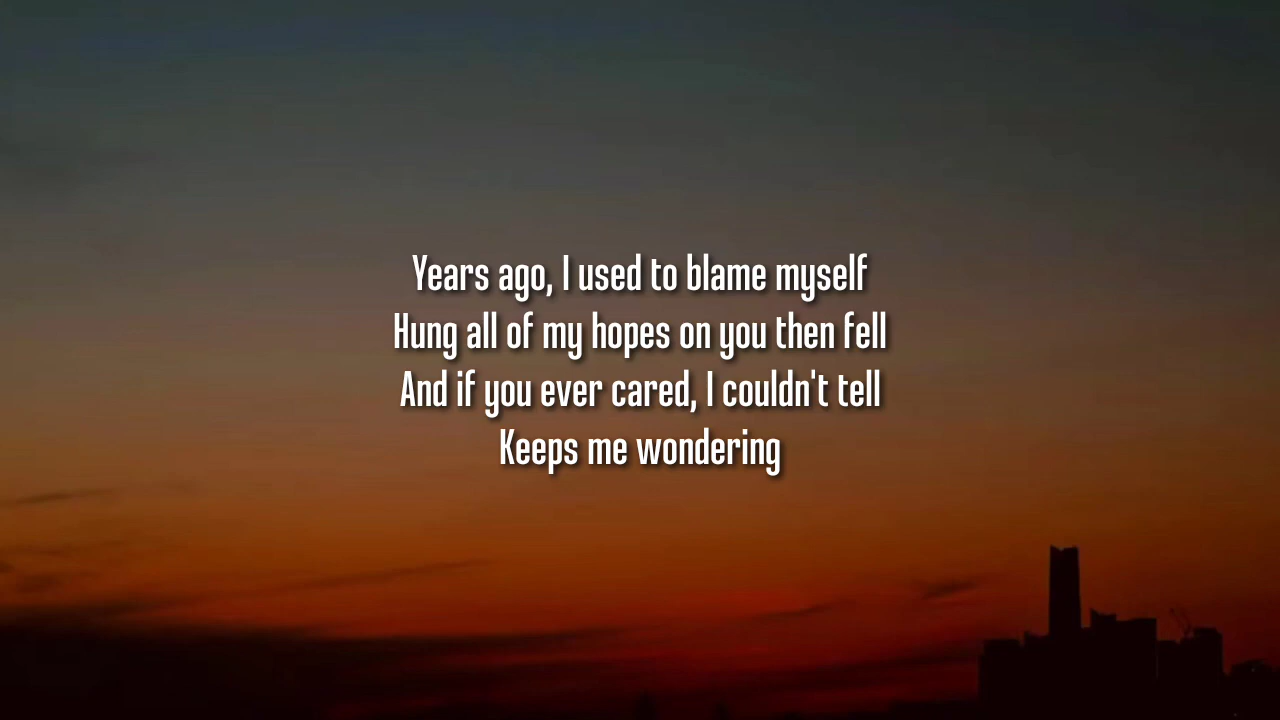 Years ago, I used to blame myself
Hung all of my hopes on you then fell
And if you ever cared, I couldn't tell
Keeps me wondering